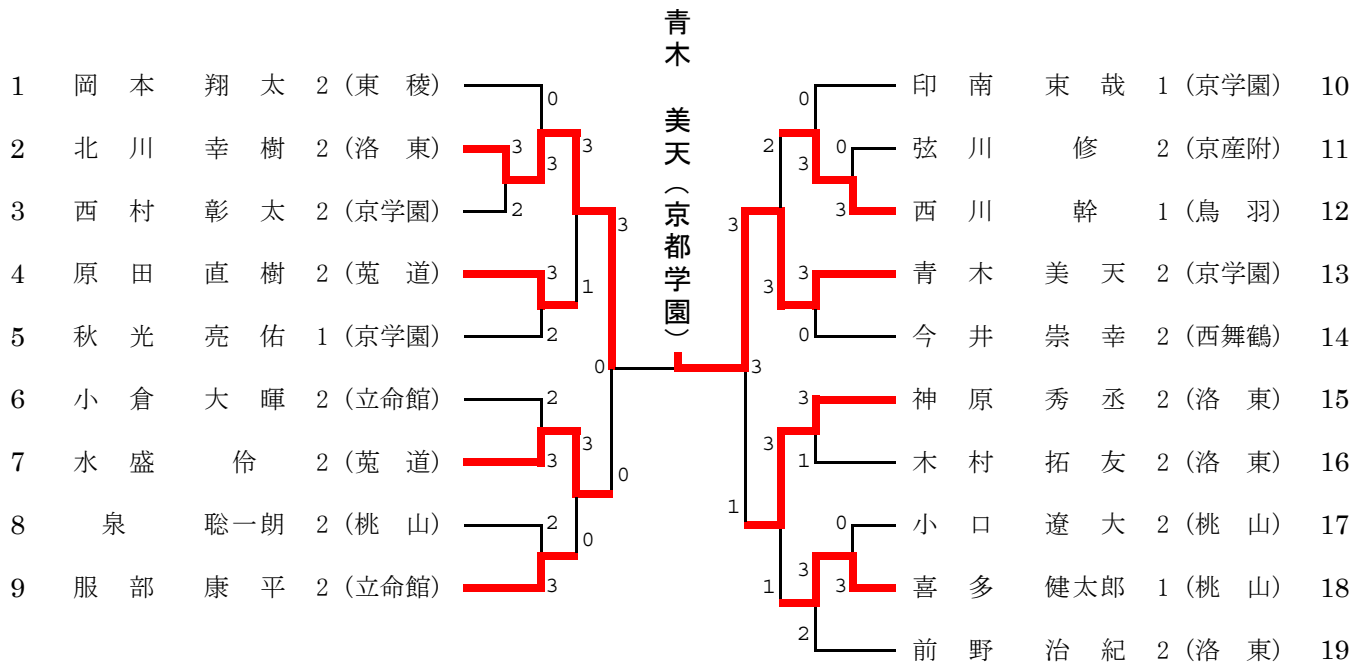 青木 美天（京都学園）
1 岡本 翔太 2 (東 稜)
2 北川 幸樹 2 (洛 東)
3 西村 彰太 2 (京学園)
4 原田 直樹 2 (莵 道)
5 秋光 亮佑 1 (京学園)
6 小倉 大暉 2 (立命館)
7 水盛 伶 2 (莵 道)
8 泉 聡一朗 2 (桃 山)
9 服部 康平 2 (立命館)
0
3
3
3
2
3
3
1
2
0
2
3
3
0
2
0
3
印南 東哉 1 (京学園) 10
弦川 修 2 (京産附) 11
西川 幹 1 (鳥 羽) 12
青木 美天 2 (京学園) 13
今井 崇幸 2 (西舞鶴) 14
神原 秀丞 2 (洛 東) 15
木村 拓友 2 (洛 東) 16
小口 遼大 2 (桃 山) 17
喜多 健太郎 1 (桃 山) 18
前野 治紀 2 (洛 東) 19
0
2
0
3
3
3
3
3
0
3
3
3
1
1
0
3
1
3
2